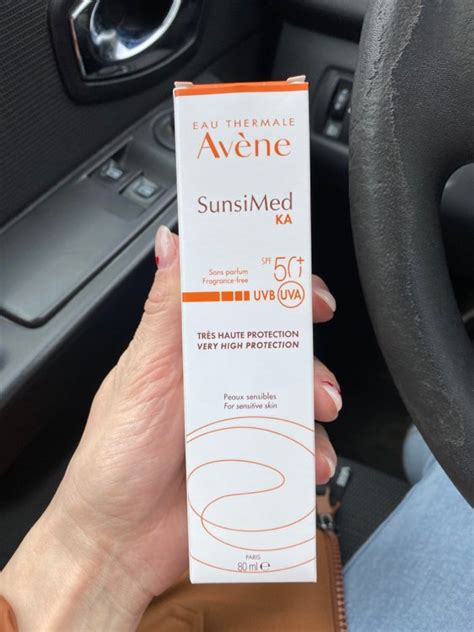 EAU THERMALE
Avène
SunsiMed
KA
Sans parfum
Fragrance-free
SPF 50+
UVB UVA
TRÈS HAUTE PROTECTION
VERY HIGH PROTECTION
Peaux sensibles
For sensitive skin
PARIS
80 ml ℮